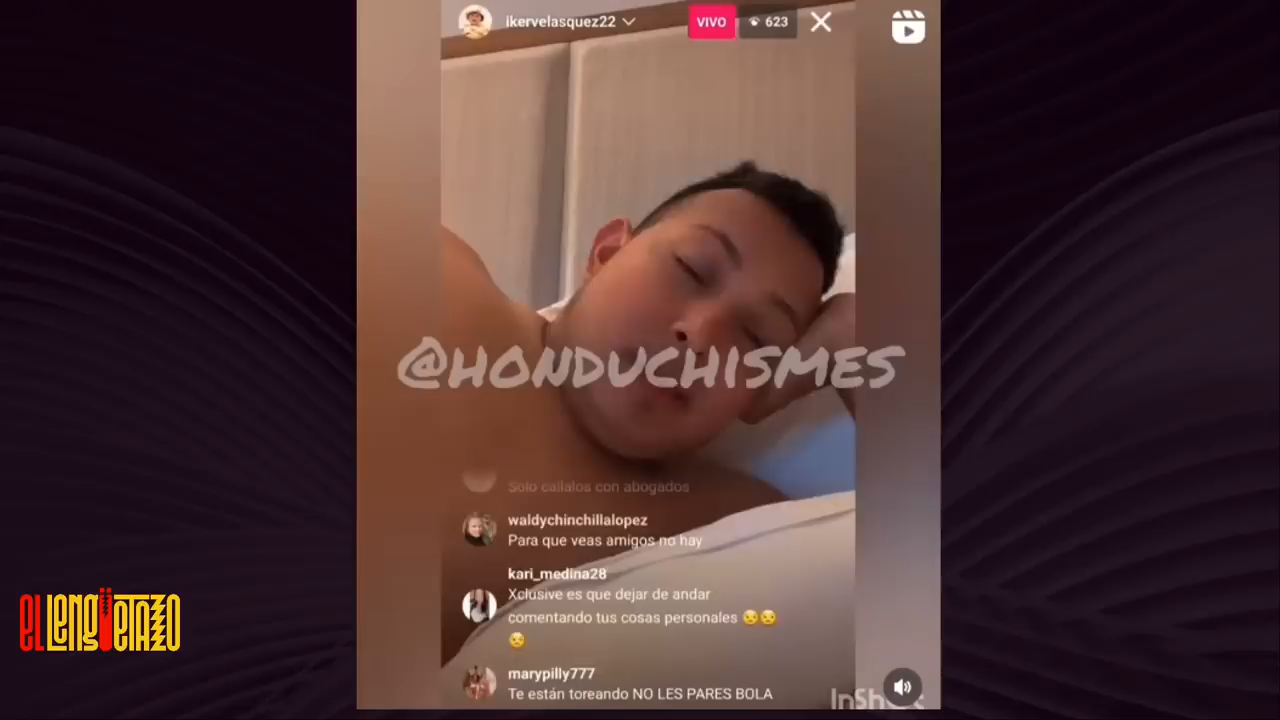 ikervelasquez22
VIVO
623
@HONDUCHISMES
Solo callalos con abogados
waldychinchillalopez
Para que veas amigos no hay
kari_medina28
Xclusive es que dejar de andar
comentando tus cosas personales 😒😒
😒
EL LENGÜETAZO
marypilly777
Te están toreando NO LES PARES BOLA
InShot